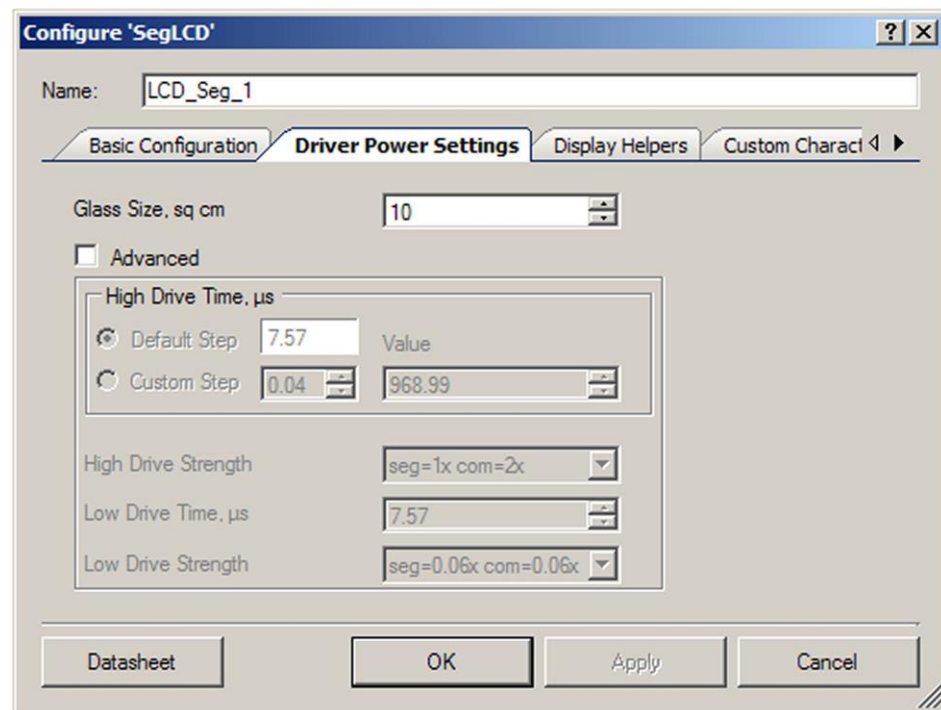 Configure 'SegLCD'
Name: LCD_Seg_1
Basic Configuration Driver Power Settings Display Helpers Custom Charact
Glass Size, sq cm 10
Advanced
High Drive Time, µs
Default Step 7.57 Value
Custom Step 0.04 968.99
High Drive Strength seg=1x com=2x
Low Drive Time, µs 7.57
Low Drive Strength seg=0.06x com=0.06x
Datasheet OK Apply Cancel